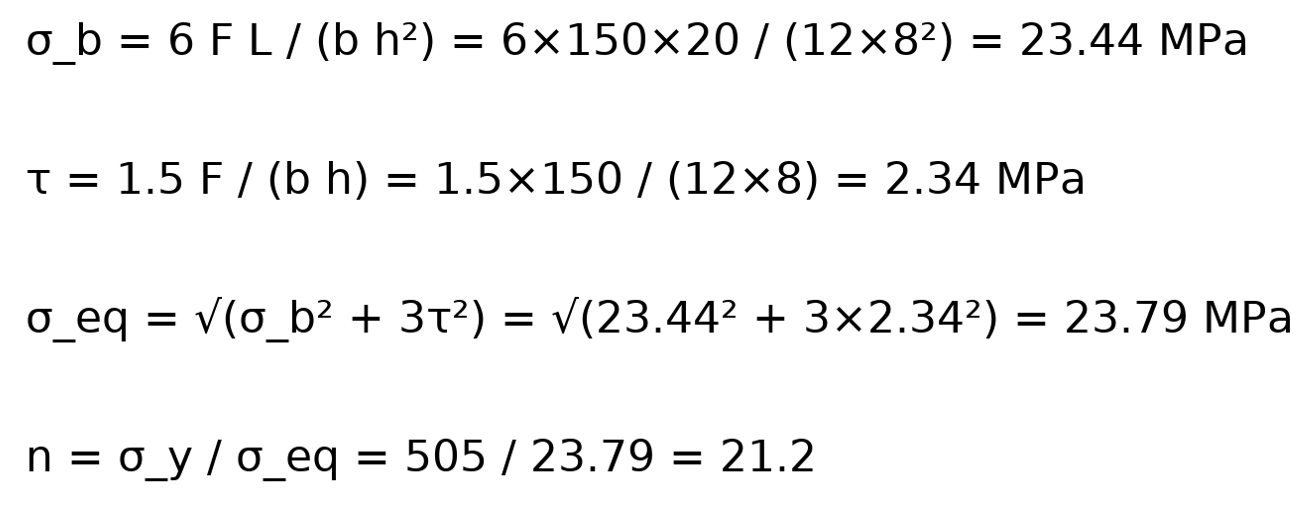 σ_b = 6 F L / (b h²) = 6×150×20 / (12×8²) = 23.44 MPa
τ = 1.5 F / (b h) = 1.5×150 / (12×8) = 2.34 MPa
σ_eq = √(σ_b² + 3τ²) = √(23.44² + 3×2.34²) = 23.79 MPa
n = σ_y / σ_eq = 505 / 23.79 = 21.2